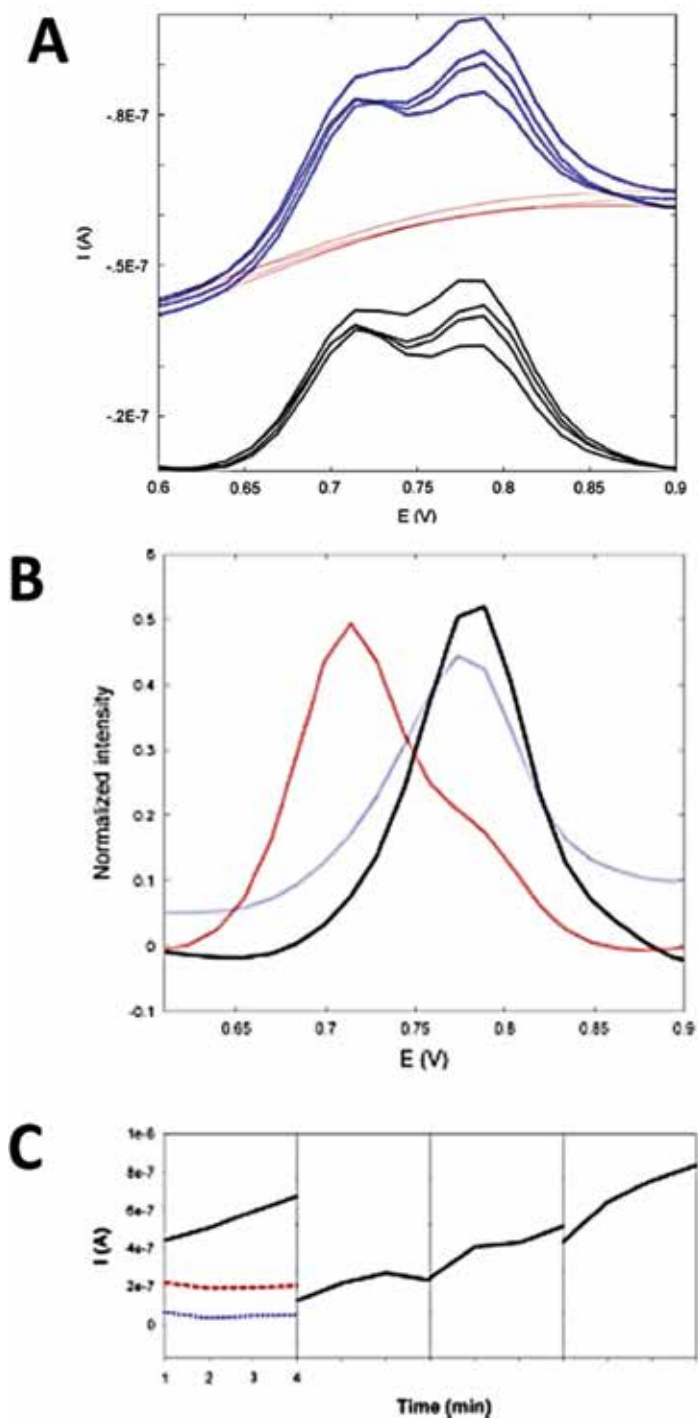 A
-.8E-7
I (A)
-.5E-7
-.2E-7
0.6 0.65 0.7 0.75 0.8 0.85 0.9
E (V)
B
5
0.5
0.4
0.3
Normalized intensity
0.2
0.1
0
-0.1
0.65 0.7 0.75 0.8 0.85 0.9
E (V)
C
1e-6
8e-7
6e-7
I (A)
4e-7
2e-7
0
1 2 3 4
Time (min)